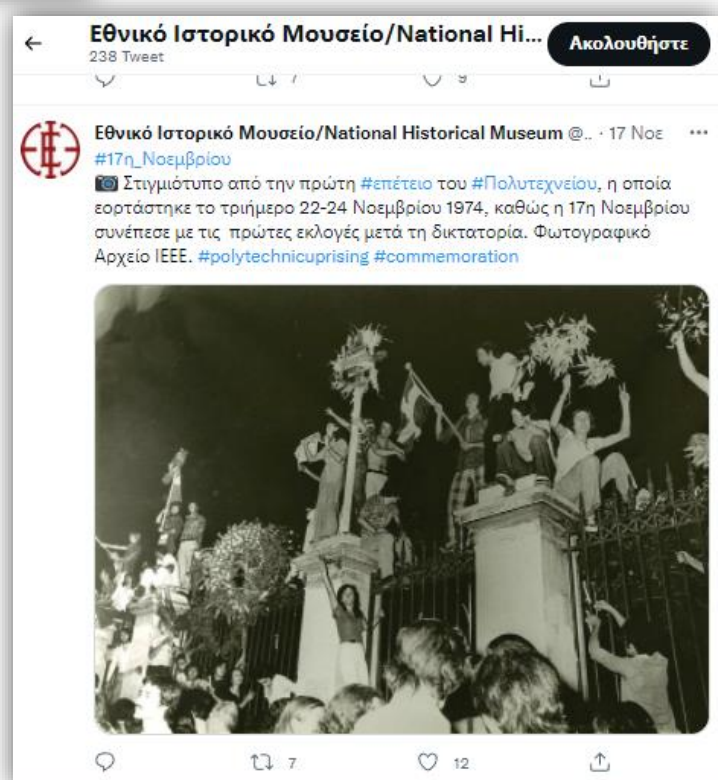 Εθνικό Ιστορικό Μουσείο/National Hi...
238 Tweet
Ακολουθήστε
7 9
Εθνικό Ιστορικό Μουσείο/National Historical Museum @.. · 17 Νοε
#17η_Νοεμβρίου
Στιγμιότυπο από την πρώτη #επέτειο του #Πολυτεχνείου, η οποία
εορτάστηκε το τριήμερο 22-24 Νοεμβρίου 1974, καθώς η 17η Νοεμβρίου
συνέπεσε με τις πρώτες εκλογές μετά τη δικτατορία. Φωτογραφικό
Αρχείο ΙΕΕΕ. #polytechnicuprising #commemoration
7 12